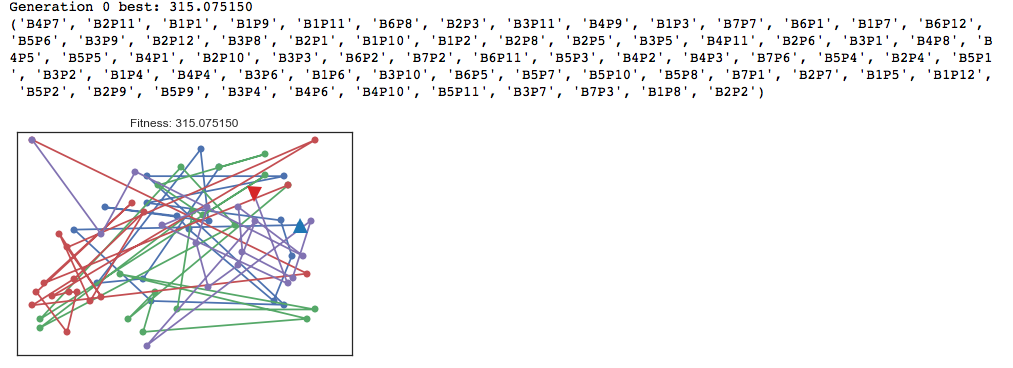 Generation 0 best: 315.075150
('B4P7', 'B2P11', 'B1P1', 'B1P9', 'B1P11', 'B6P8', 'B2P3', 'B3P11', 'B4P9', 'B1P3', 'B7P7', 'B6P1', 'B1P7', 'B6P12',
'B5P6', 'B3P9', 'B2P12', 'B3P8', 'B2P1', 'B1P10', 'B1P2', 'B2P8', 'B2P5', 'B3P5', 'B4P11', 'B2P6', 'B3P1', 'B4P8', 'B
4P5', 'B5P5', 'B4P1', 'B2P10', 'B3P3', 'B6P2', 'B7P2', 'B6P11', 'B5P3', 'B4P2', 'B4P3', 'B7P6', 'B5P4', 'B2P4', 'B5P1
', 'B3P2', 'B1P4', 'B4P4', 'B3P6', 'B1P6', 'B3P10', 'B6P5', 'B5P7', 'B5P10', 'B5P8', 'B7P1', 'B2P7', 'B1P5', 'B1P12',
'B5P2', 'B2P9', 'B5P9', 'B3P4', 'B4P6', 'B4P10', 'B5P11', 'B3P7', 'B7P3', 'B1P8', 'B2P2')
Fitness: 315.075150